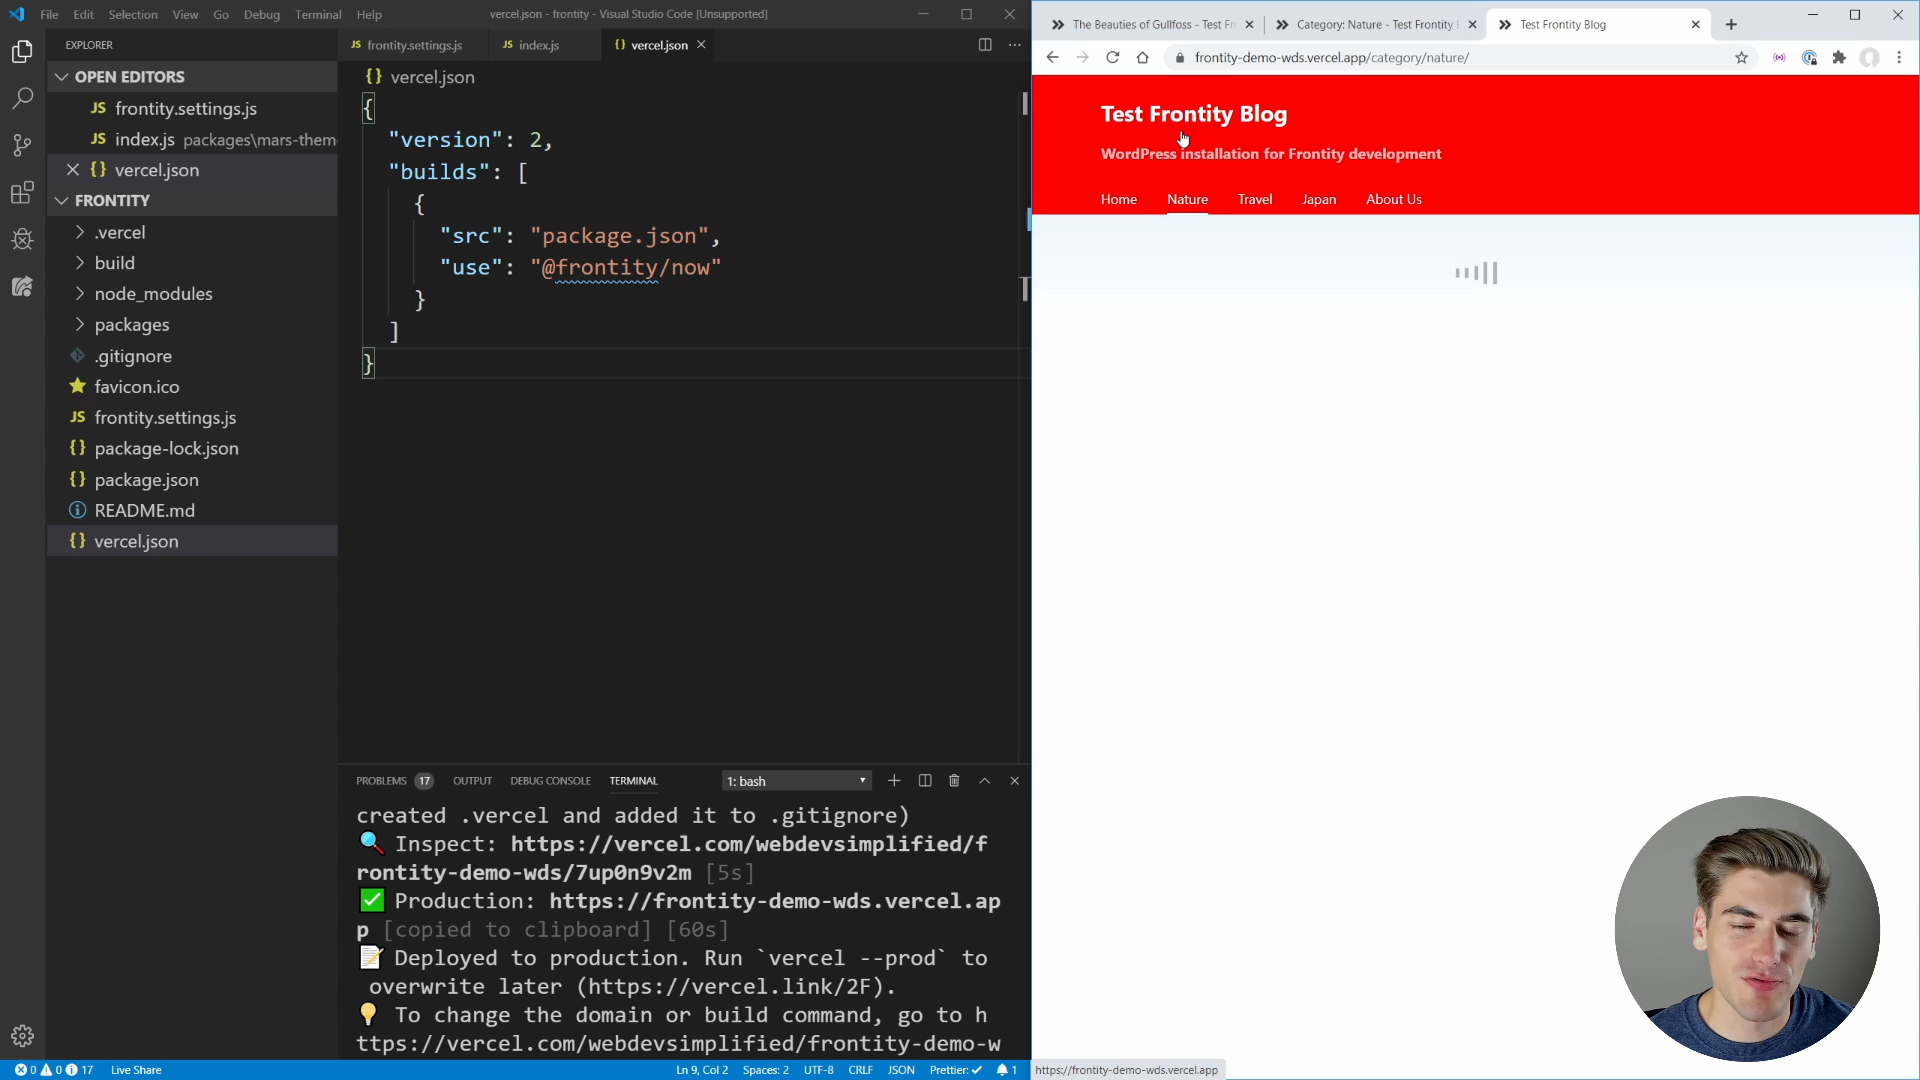 File Edit Selection View Go Debug Terminal Help
vercel.json - frontity - Visual Studio Code [Unsupported]
EXPLORER
OPEN EDITORS
JS frontity.settings.js
JS index.js packages\mars-them
{} vercel.json
FRONTITY
.vercel
build
node_modules
packages
.gitignore
favicon.ico
JS frontity.settings.js
{} package-lock.json
{} package.json
README.md
{} vercel.json
JS frontity.settings.js
JS index.js
{} vercel.json
{} vercel.json
{
"version": 2,
"builds": [
{
"src": "package.json",
"use": "@frontity/now"
}
]
}
PROBLEMS 17 OUTPUT DEBUG CONSOLE TERMINAL
1: bash
created .vercel and added it to .gitignore)
Inspect: https://vercel.com/webdevsimplified/f
rontity-demo-wds/7up0n9v2m [5s]
Production: https://frontity-demo-wds.vercel.ap
p [copied to clipboard] [60s]
Deployed to production. Run `vercel --prod` to
overwrite later (https://vercel.link/2F).
To change the domain or build command, go to h
ttps://vercel.com/webdevsimplified/frontity-demo-w
0 0 17 Live Share
Ln 9, Col 2 Spaces: 2 UTF-8 CRLF JSON Prettier: 1
The Beauties of Gullfoss - Test Fr
Category: Nature - Test Frontity
Test Frontity Blog
frontity-demo-wds.vercel.app/category/nature/
Test Frontity Blog
WordPress installation for Frontity development
Home Nature Travel Japan About Us
https://frontity-demo-wds.vercel.app